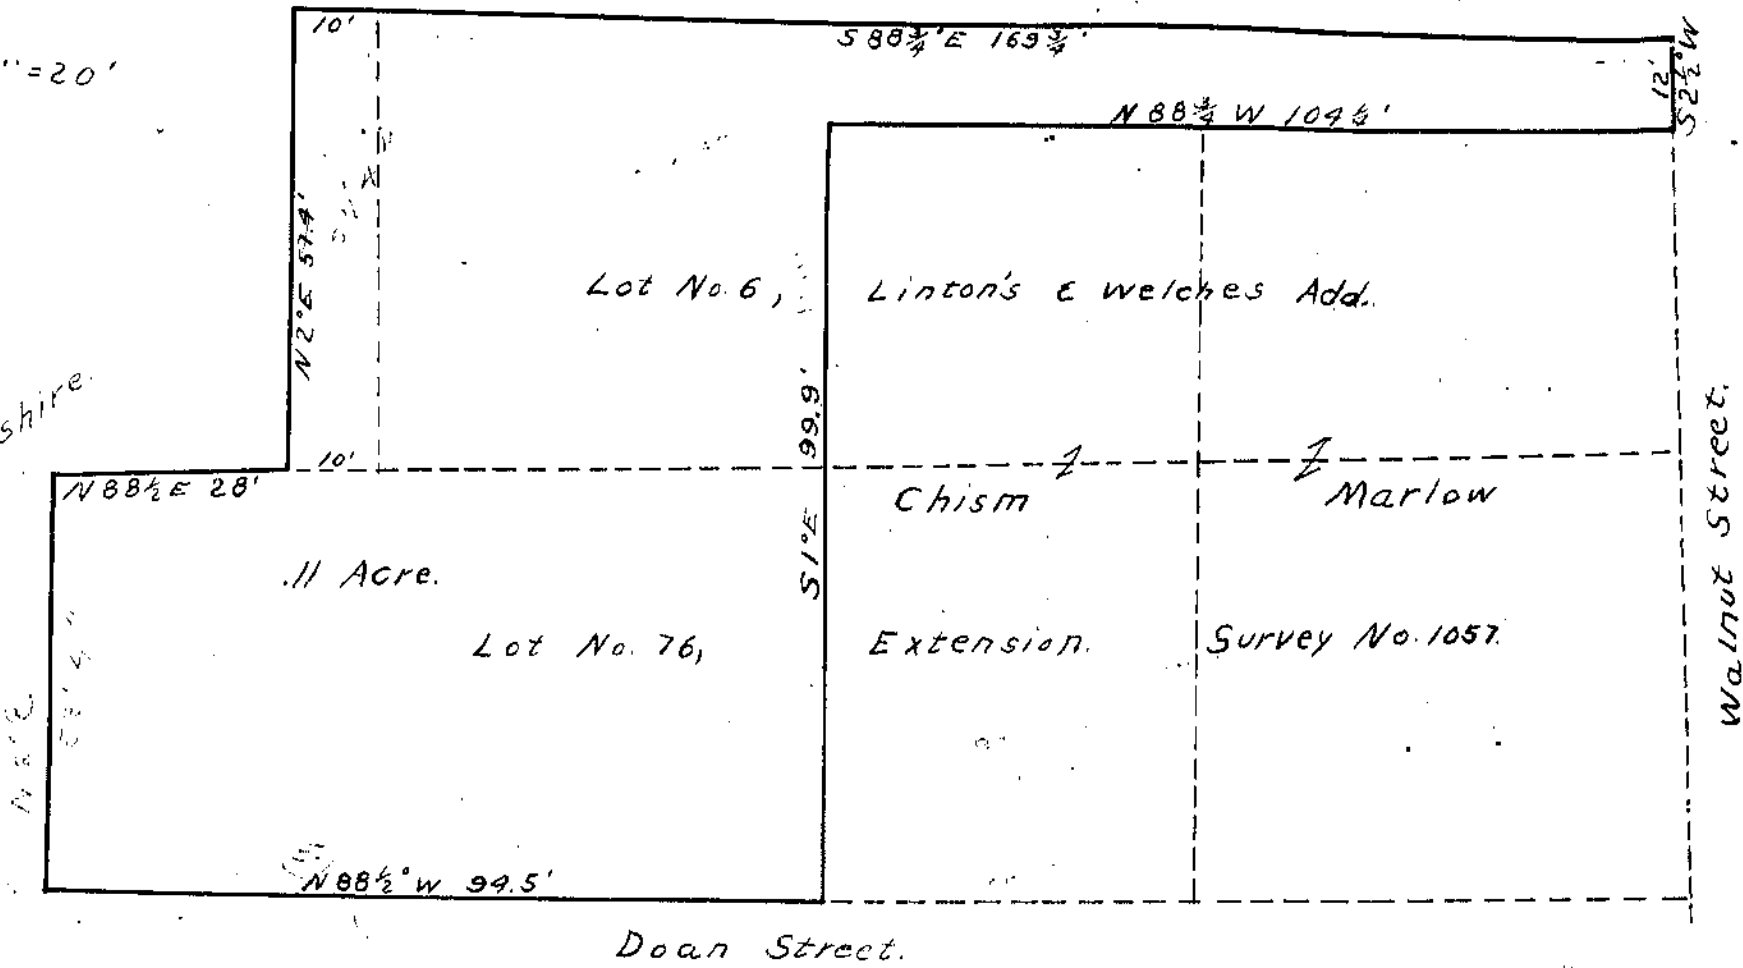 "=20'
10'
S 88¾° E 169¾'
12'
S 2½° W
N 88¾ W 104½'
N 2° E 57.4'
Lot No. 6, Linton's & Welches Add.
shire.
10'
N 88½ E 28'
S 1° E 99.9'
Chism
Marlow
Walnut Street.
.11 Acre.
Lot No. 76, Extension. Survey No. 1057.
N 2° E
N 88½° W 94.5'
Doan Street.